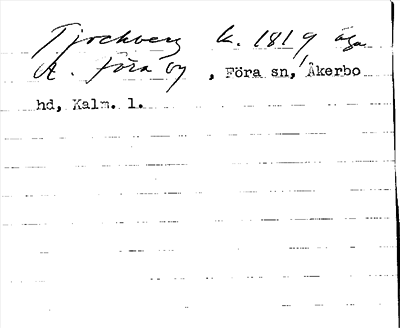 Tjockberg k. 1819 äga
A. Föra by, Föra sn, Åkerbo
hd, Kalm. l.